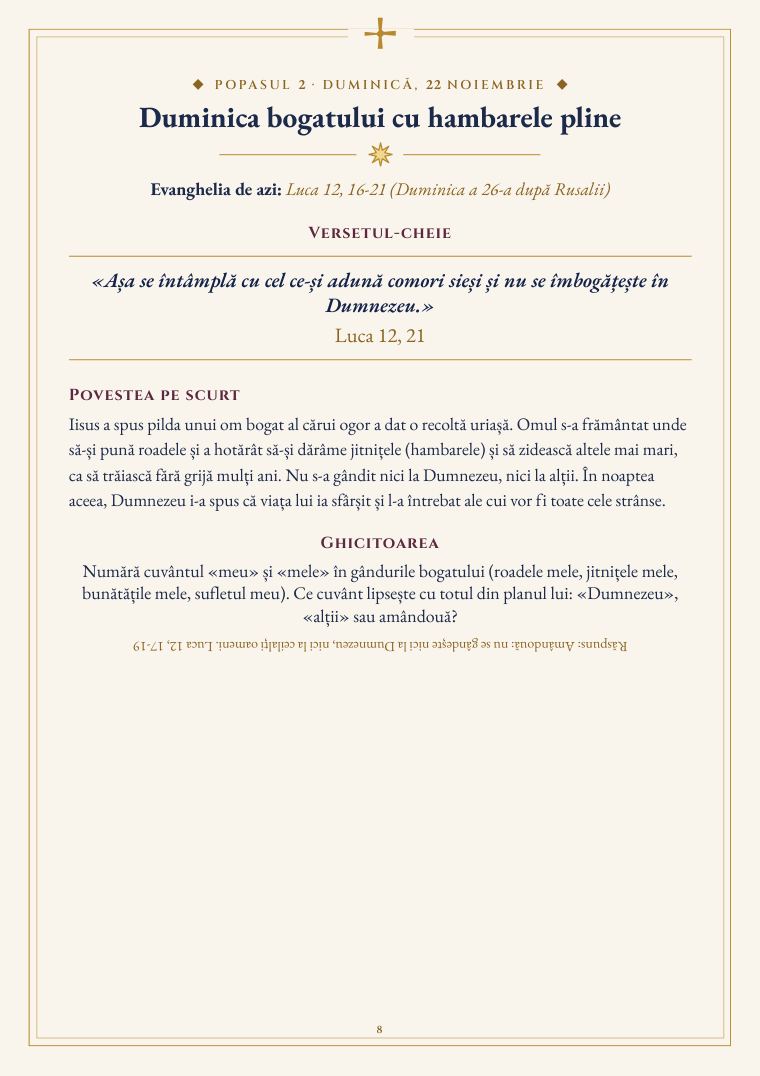 POPASUL 2 · DUMINICĂ, 22 NOIEMBRIE
Duminica bogatului cu hambarele pline
Evanghelia de azi: Luca 12, 16-21 (Duminica a 26-a după Rusalii)
VERSETUL-CHEIE
«Așa se întâmplă cu cel ce-și adună comori sieși și nu se îmbogățește în
Dumnezeu.»
Luca 12, 21
POVESTEA PE SCURT
Iisus a spus pilda unui om bogat al cărui ogor a dat o recoltă uriașă. Omul s-a frământat unde
să-și pună roadele și a hotărât să-și dărâme jitnițele (hambarele) și să zidească altele mai mari,
ca să trăiască fără grijă mulți ani. Nu s-a gândit nici la Dumnezeu, nici la alții. În noaptea
aceea, Dumnezeu i-a spus că viața lui ia sfârșit și l-a întrebat ale cui vor fi toate cele strânse.
GHICITOAREA
Numără cuvântul «meu» și «mele» în gândurile bogatului (roadele mele, jitnițele mele,
bunătățile mele, sufletul meu). Ce cuvânt lipsește cu totul din planul lui: «Dumnezeu»,
«alții» sau amândouă?
Răspuns: Amândouă: nu se gândește nici la Dumnezeu, nici la ceilalți oameni. Luca 12, 17-19
8